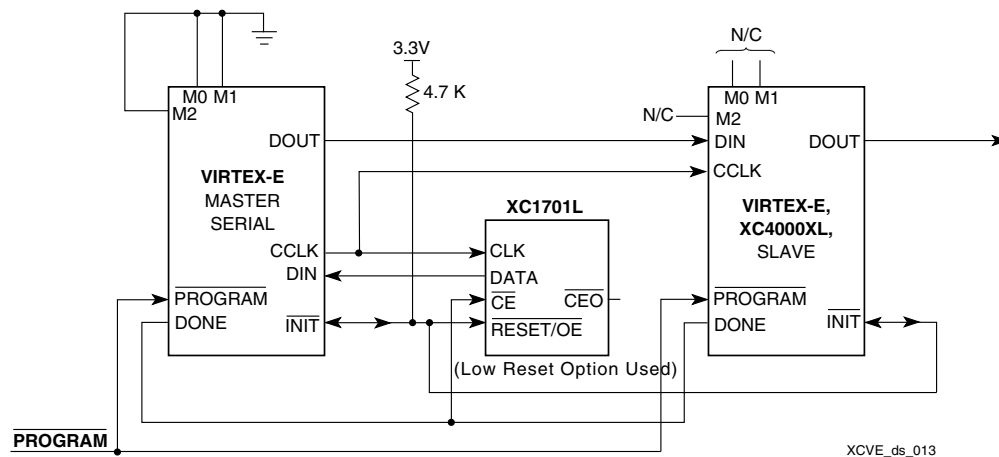 N/C
3.3V
4.7 K
M0 M1
M2
DOUT
VIRTEX-E
MASTER
SERIAL
CCLK
DIN
PROGRAM
DONE
INIT
XC1701L
CLK
DATA
CE
CEO
RESET/OE
(Low Reset Option Used)
N/C
M0 M1
M2
DIN
DOUT
CCLK
VIRTEX-E,
XC4000XL,
SLAVE
PROGRAM
DONE
INIT
PROGRAM
XCVE_ds_013